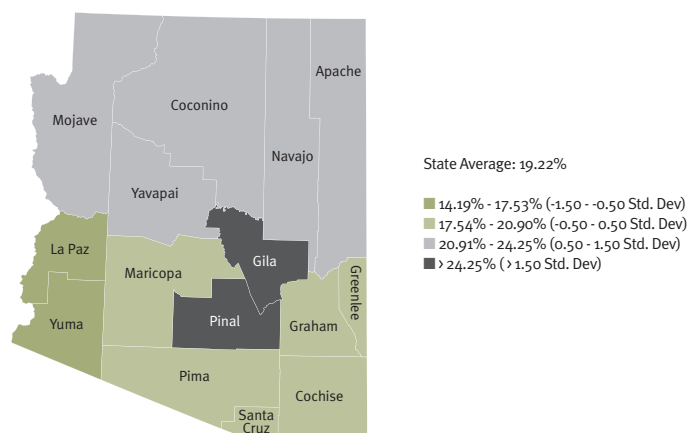 Apache
Mojave
Coconino
Navajo
Yavapai
La Paz
Maricopa
Gila
Greenlee
Yuma
Pinal
Graham
Pima
Cochise
Santa
Cruz
State Average: 19.22%
14.19% - 17.53% (-1.50 - -0.50 Std. Dev)
17.54% - 20.90% (-0.50 - 0.50 Std. Dev)
20.91% - 24.25% (0.50 - 1.50 Std. Dev)
> 24.25% ( > 1.50 Std. Dev)